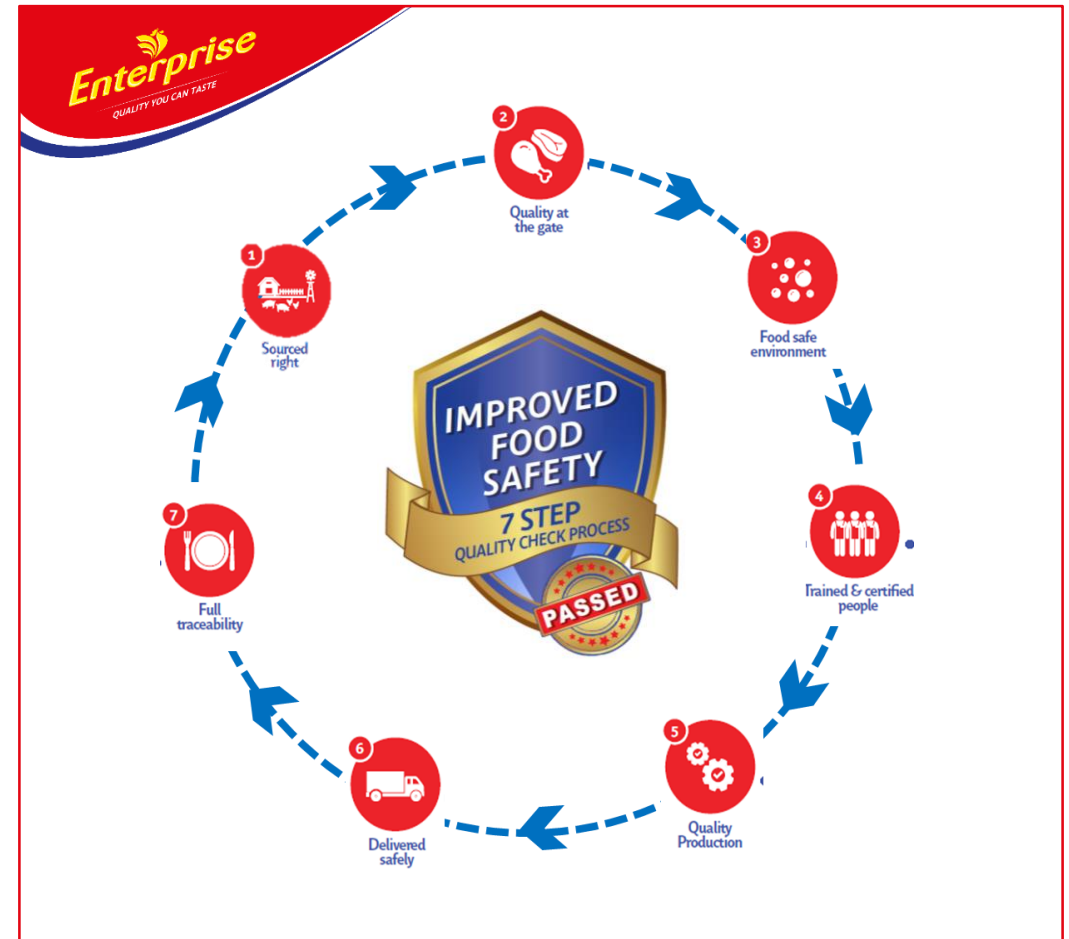 Enterprise
QUALITY YOU CAN TASTE
1
Sourced
right
2
Quality at
the gate
3
Food safe
environment
4
Trained & certified
people
5
Quality
Production
6
Delivered
safely
7
Full
traceability
IMPROVED
FOOD
SAFETY
7 STEP
QUALITY CHECK PROCESS
PASSED